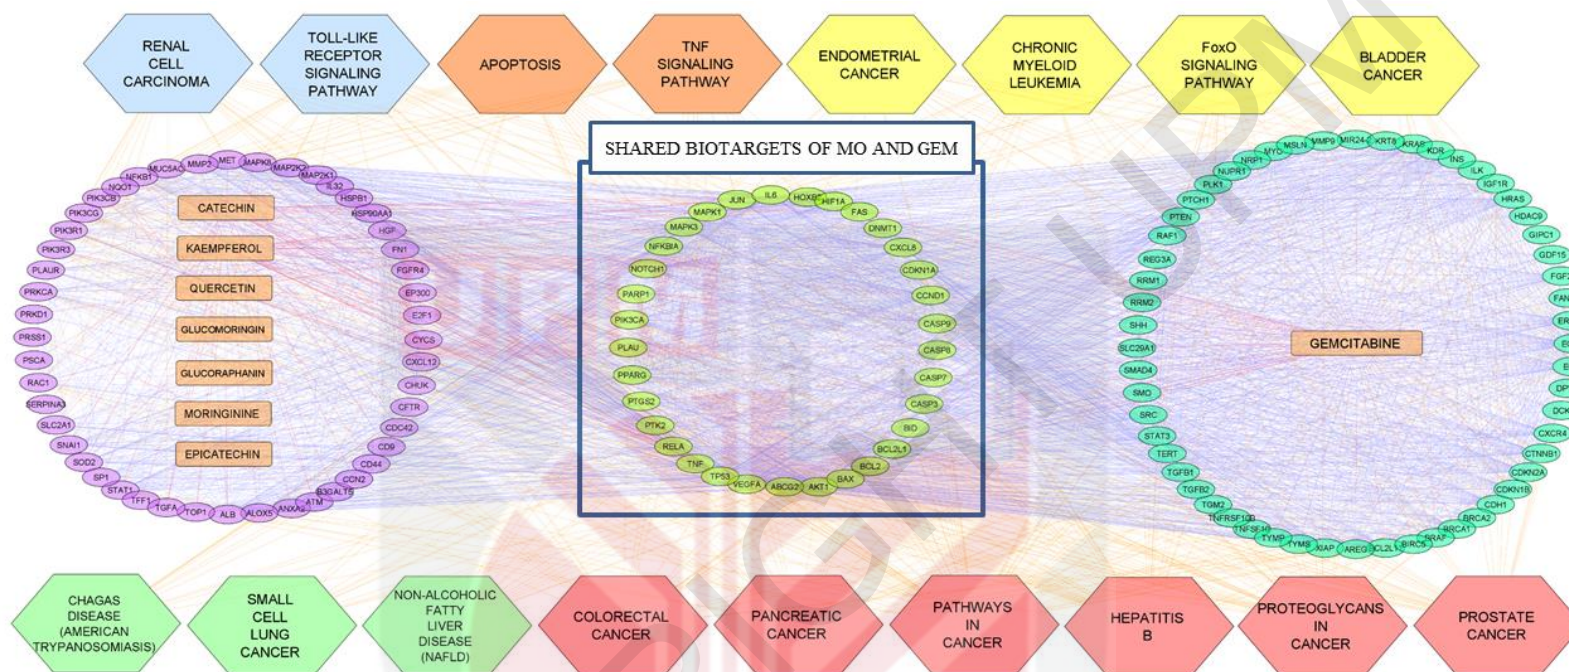 RENAL
CELL
CARCINOMA
TOLL-LIKE
RECEPTOR
SIGNALING
PATHWAY
APOPTOSIS
TNF
SIGNALING
PATHWAY
ENDOMETRIAL
CANCER
CHRONIC
MYELOID
LEUKEMIA
FoxO
SIGNALING
PATHWAY
BLADDER
CANCER
SHARED BIOTARGETS OF MO AND GEM
MET
MAPK8
MAP2K2
MAP2K1
IL32
HSPB1
HSP90AA1
HGF
FN1
FGFR4
EP300
E2F1
CYCS
CXCL12
CHUK
CFTR
CDC42
CD9
CD44
CCN2
B3GALT5
ATM
ANXA2
ALOX5
ALB
TOP1
TGFA
TFF1
STAT1
SP1
SOD2
SNAI1
SLC2A1
SERPINA3
RAC1
PSCA
PRSS1
PRKD1
PRKCA
PLAUR
PIK3R3
PIK3R1
PIK3CG
PIK3CB
NQO1
NFKB1
MUC5AC
MMP2
CATECHIN
KAEMPFEROL
QUERCETIN
GLUCOMORINGIN
GLUCORAPHANIN
MORINGININE
EPICATECHIN
IL6
HIF1A
FAS
DNMT1
CXCL8
CDKN1A
CCND1
CASP9
CASP8
CASP7
CASP3
BID
BCL2L1
BCL2
BAX
AKT1
ABCG2
VEGFA
TP53
TNF
RELA
PTK2
PTGS2
PPARG
PLAU
PIK3CA
PARP1
NOTCH1
NFKBIA
MAPK3
MAPK1
JUN
KRT8
KRAS
KDR
INS
ILK
IGF1R
HRAS
HDAC9
GIPC1
GDF15
CXCR4
CTNNB1
CDKN2A
CDKN1B
CDH1
BRCA2
BRCA1
BIRC5
AREG
XIAP
TYMS
TYMP
TNFRSF10B
TGM2
TGFB2
TGFB1
TERT
STAT3
SRC
SMO
SMAD4
SLC29A1
SHH
RRM2
RRM1
REG3A
RAF1
PTEN
PTCH1
PLK1
NUPR1
NRP1
MYC
MSLN
MMP9
GEMCITABINE
CHAGAS
DISEASE
(AMERICAN
TRYPANOSOMIASIS)
SMALL
CELL
LUNG
CANCER
NON-ALCOHOLIC
FATTY
LIVER
DISEASE
(NAFLD)
COLORECTAL
CANCER
PANCREATIC
CANCER
PATHWAYS
IN
CANCER
HEPATITIS
B
PROTEOGLYCANS
IN
CANCER
PROSTATE
CANCER